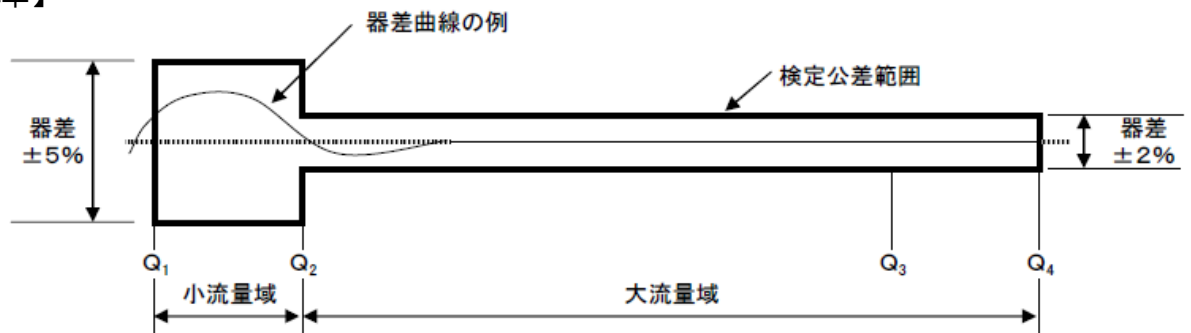 器差曲線の例
検定公差範囲
器差
±5%
器差
±2%
Q₁
Q₂
Q₃
Q₄
小流量域
大流量域